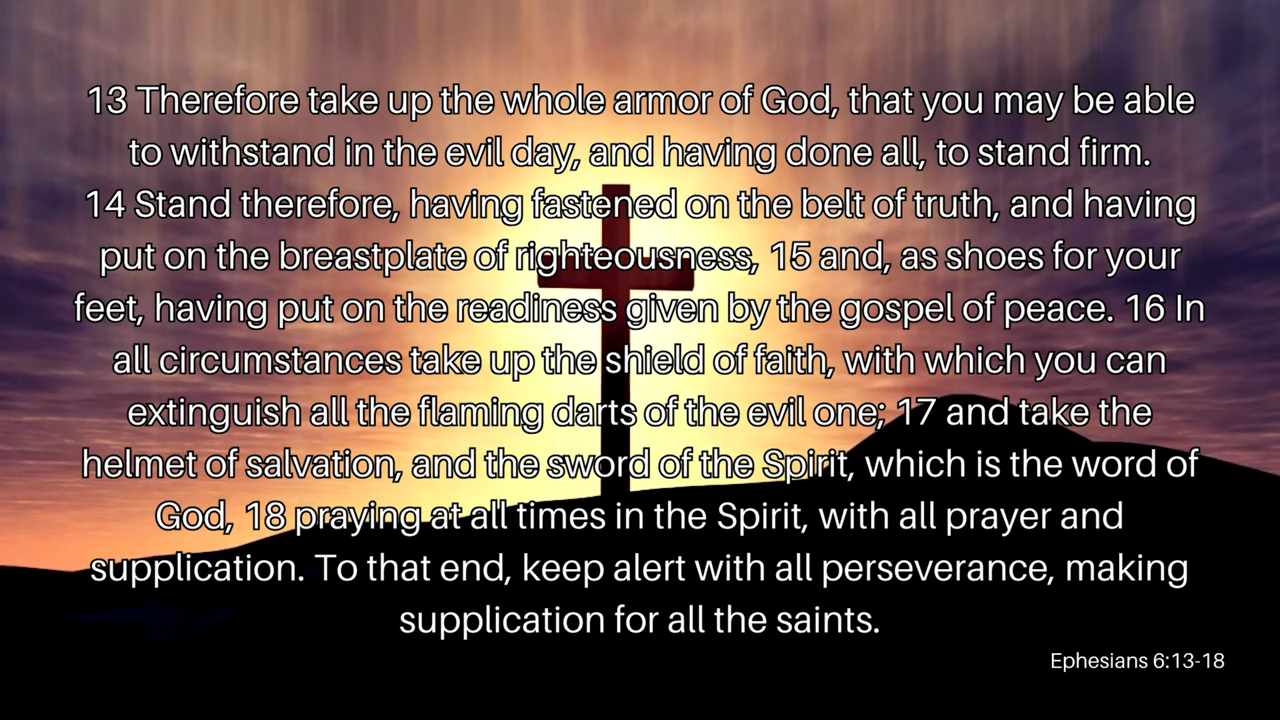 13 Therefore take up the whole armor of God, that you may be able
to withstand in the evil day, and having done all, to stand firm.
14 Stand therefore, having fastened on the belt of truth, and having
put on the breastplate of righteousness, 15 and, as shoes for your
feet, having put on the readiness given by the gospel of peace. 16 In
all circumstances take up the shield of faith, with which you can
extinguish all the flaming darts of the evil one; 17 and take the
helmet of salvation, and the sword of the Spirit, which is the word of
God, 18 praying at all times in the Spirit, with all prayer and
supplication. To that end, keep alert with all perseverance, making
supplication for all the saints.
Ephesians 6:13-18